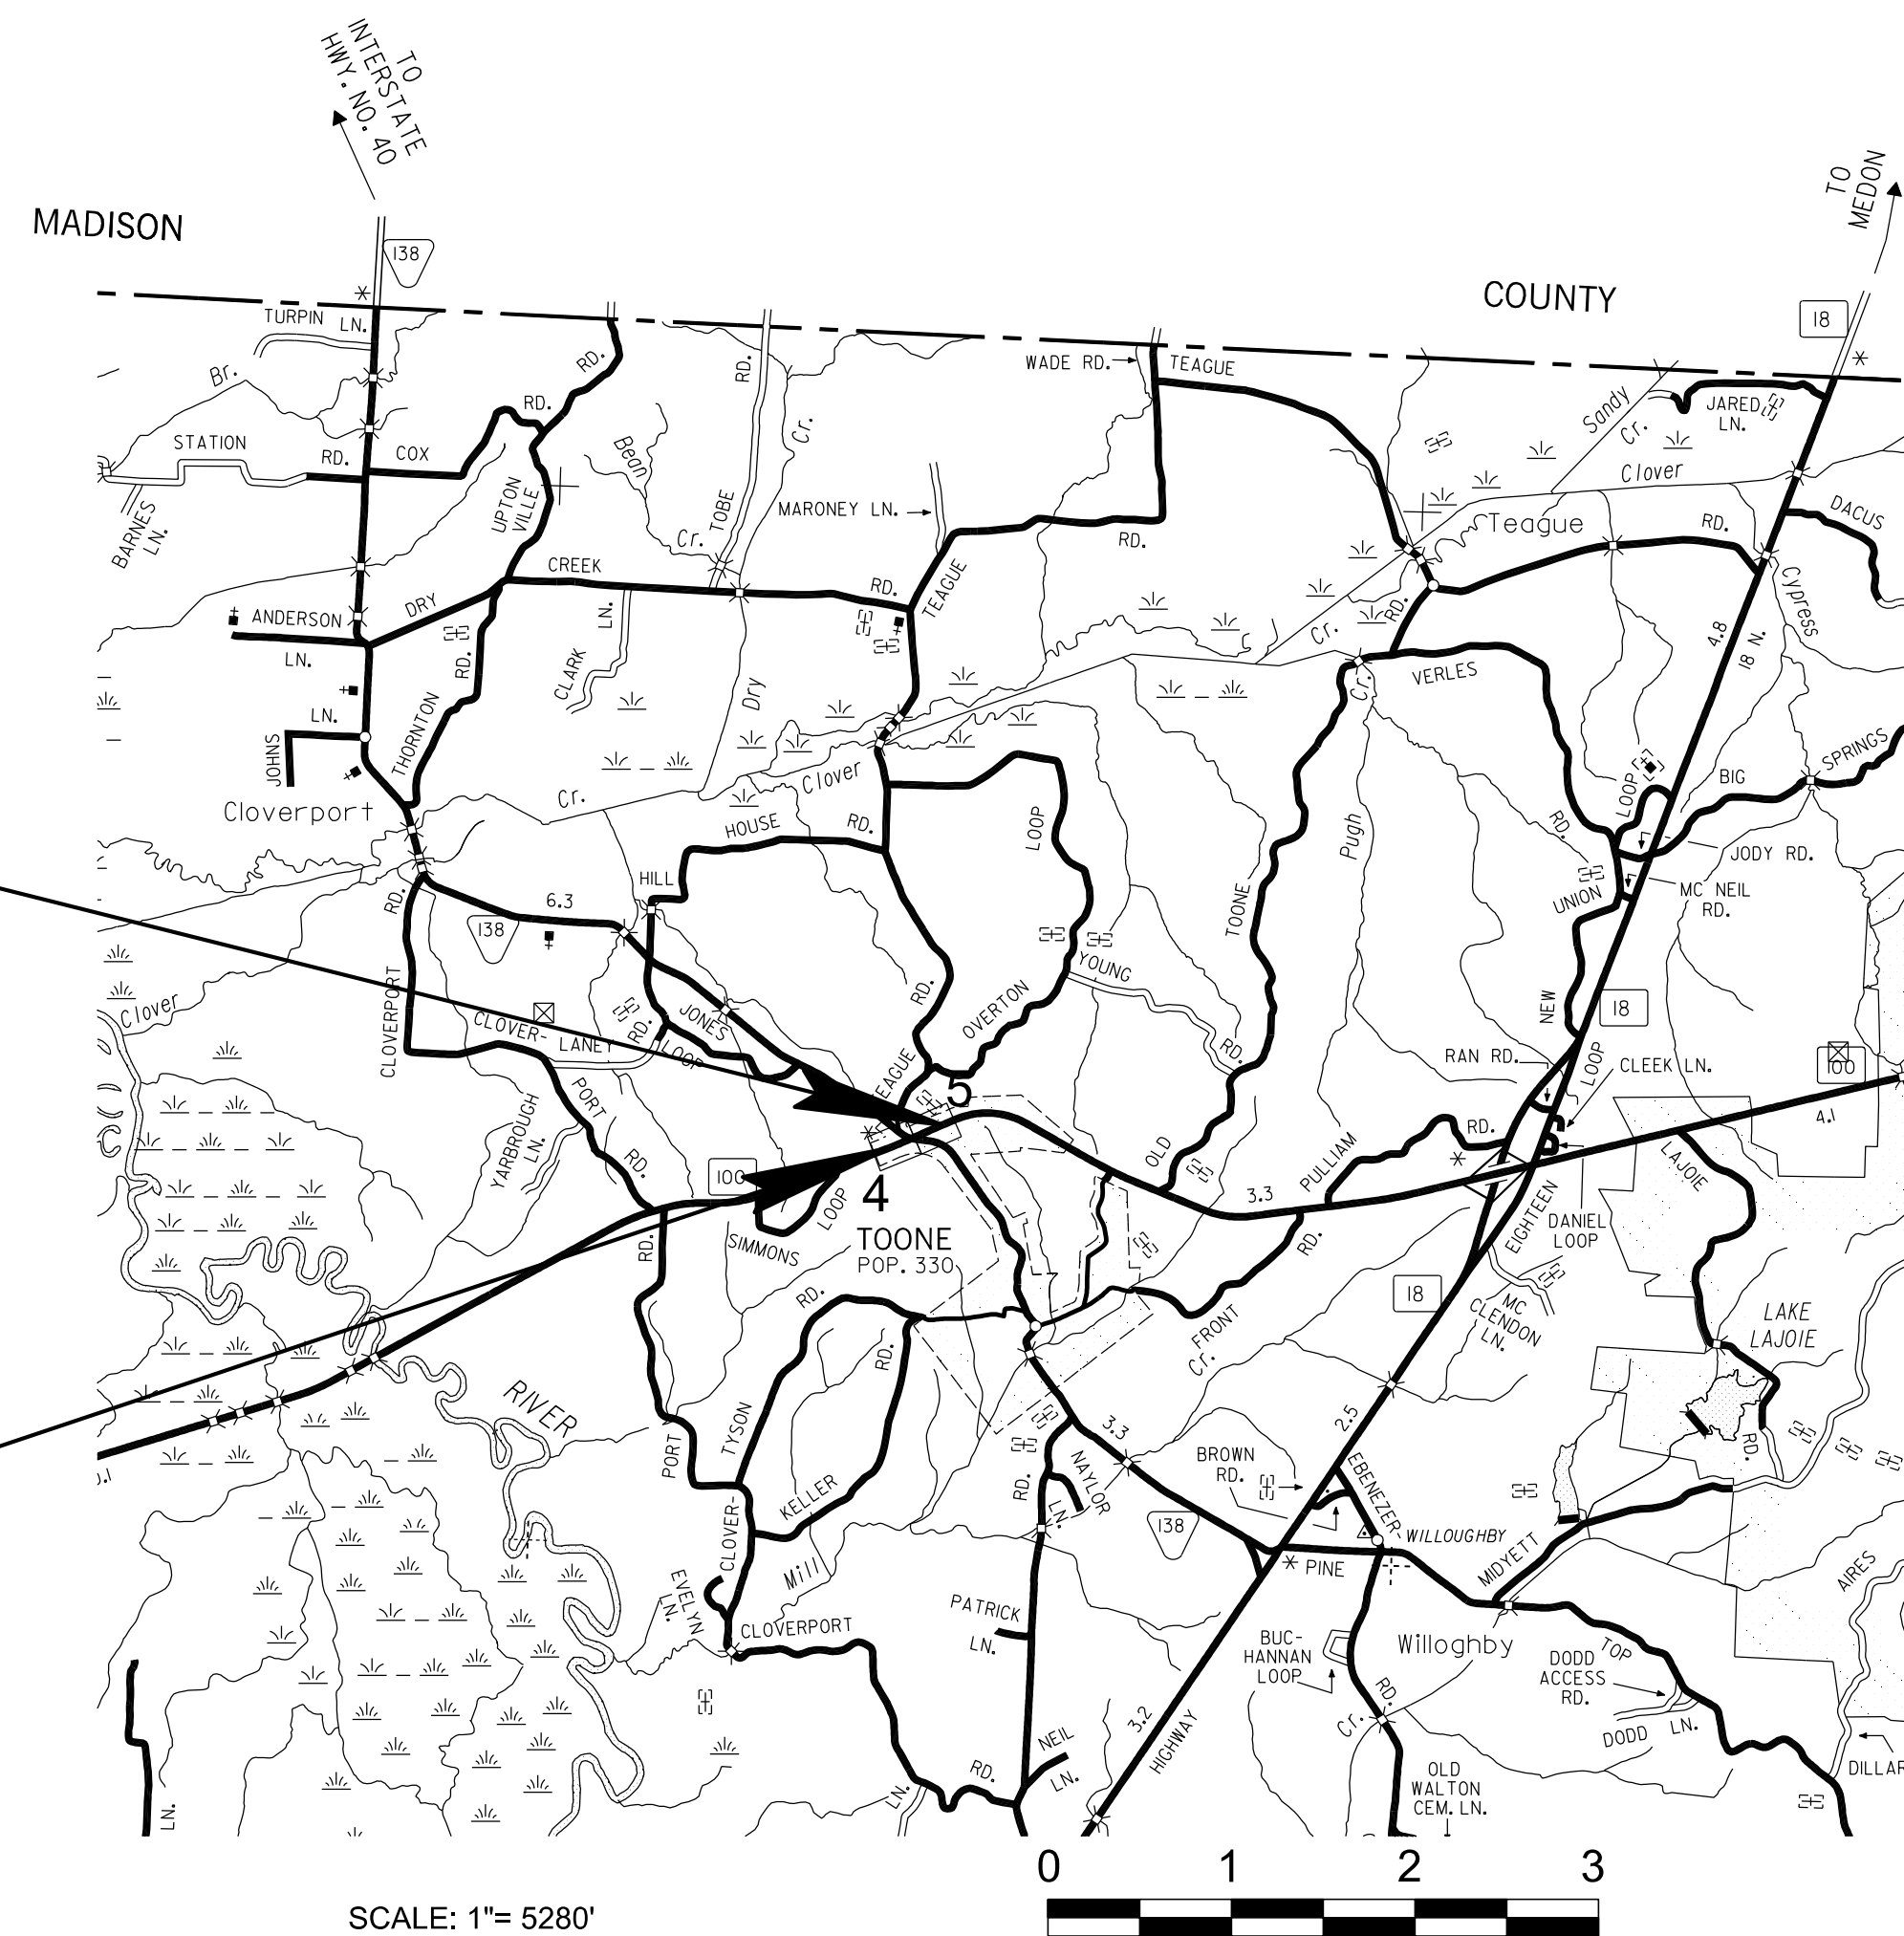 TO
INTERSTATE
HWY. NO. 40
TO
MEDON
MADISON
138
COUNTY
18
TURPIN LN.
RD.
RD.
WADE RD.
TEAGUE
Br.
RD.
STATION
RD.
COX
Bean
Cr.
Cr.
Sandy
Cr.
JARED
LN.
Clover
BARNES
LN.
UPTON
VILLE
TOBE
MARONEY LN.
RD.
Teague
RD.
DACUS
CREEK
RD.
TEAGUE
DRY
ANDERSON
LN.
RD.
LN.
CLARK
Dry
Cr.
RD.
Cypress
4.8
18 N.
VERLES
Cr.
LN.
JOHNS
THORNTON
Cloverport
Cr.
Clover
HOUSE
RD.
LOOP
Pugh
LOOP
BIG
SPRINGS
RD.
JODY RD.
HILL
RD.
6.3
138
TOONE
UNION
MC NEIL
RD.
YOUNG
CLOVERPORT
Clover
CLOVER-
LANEY
RD.
JONES
LOOP
RD.
OVERTON
RD.
NEW
18
RAN RD.
LOOP
CLEEK LN.
100
4.1
TEAGUE
5
PORT
YARBROUGH
LN.
RD.
100
4
LOOP
SIMMONS
TOONE
POP. 330
OLD
3.3
PULLIAM
RD.
EIGHTEEN
DANIEL
LOOP
LAJOIE
RD.
RD.
RD.
FRONT
Cr.
18
MC
CLENDON
LN.
LAKE
LAJOIE
RIVER
RD.
PORT
TYSON
KELLER
3.3
NAYLOR
LN.
RD.
BROWN
RD.
2.5
EBENEZER-
WILLOUGHBY
RD.
138
PINE
MIDYETT
AIRES
CLOVER-
Mill
EVELYN
LN.
CLOVERPORT
PATRICK
LN.
BUC-
HANNAN
LOOP
Willoghby
TOP
DODD
ACCESS
RD.
DODD
LN.
RD.
Cr.
3.2
HIGHWAY
NEIL
LN.
RD.
LN.
LN.
OLD
WALTON
CEM. LN.
DILLAR
0 1 2 3
SCALE: 1"= 5280'